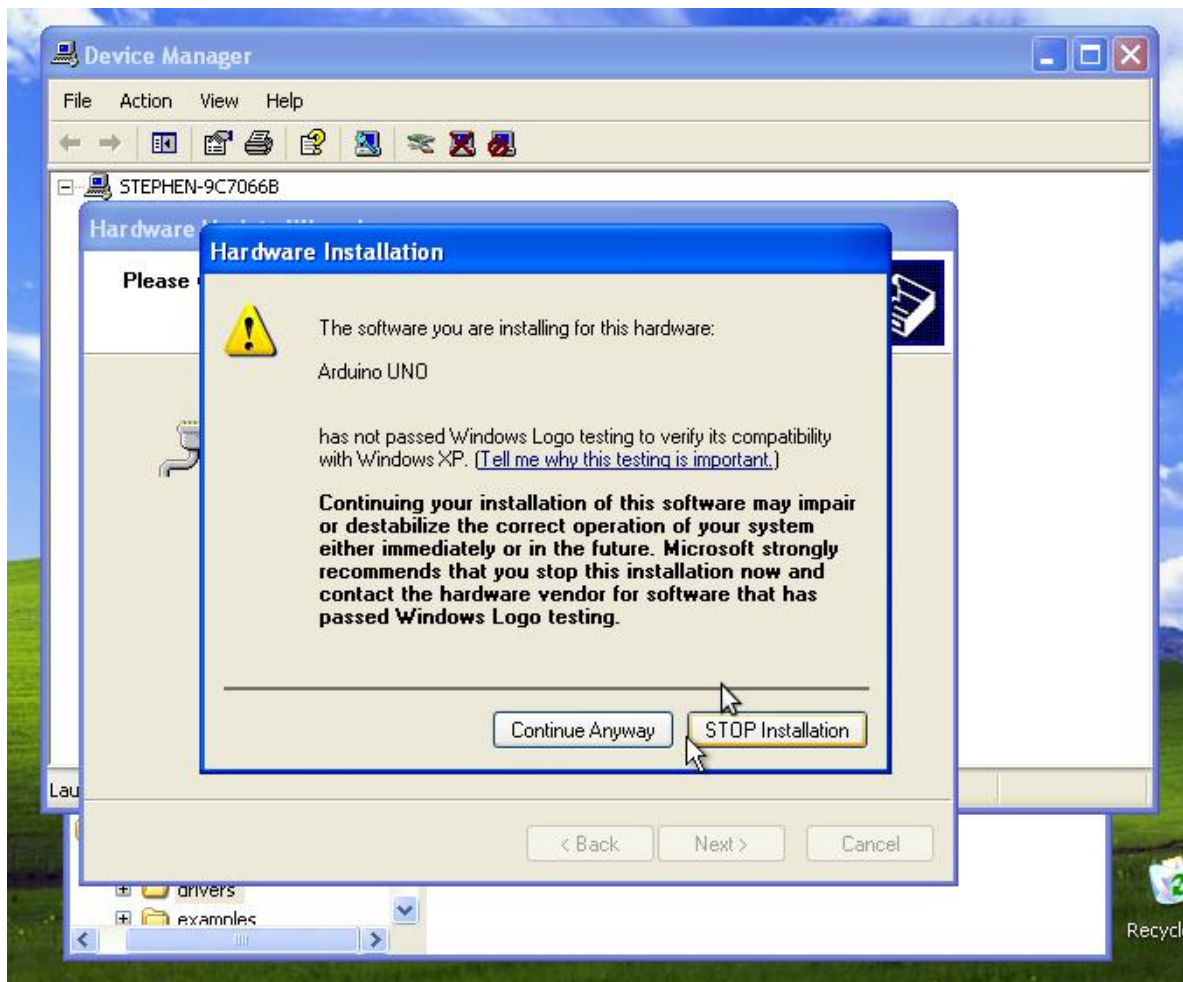 Device Manager
File Action View Help
STEPHEN-9C7066B
Hardware
Hardware Installation
Please
The software you are installing for this hardware:
Arduino UNO
has not passed Windows Logo testing to verify its compatibility
with Windows XP. (Tell me why this testing is important.)
Continuing your installation of this software may impair
or destabilize the correct operation of your system
either immediately or in the future. Microsoft strongly
recommends that you stop this installation now and
contact the hardware vendor for software that has
passed Windows Logo testing.
Continue Anyway STOP Installation
Lau
< Back Next > Cancel
drivers
examples
Recycl